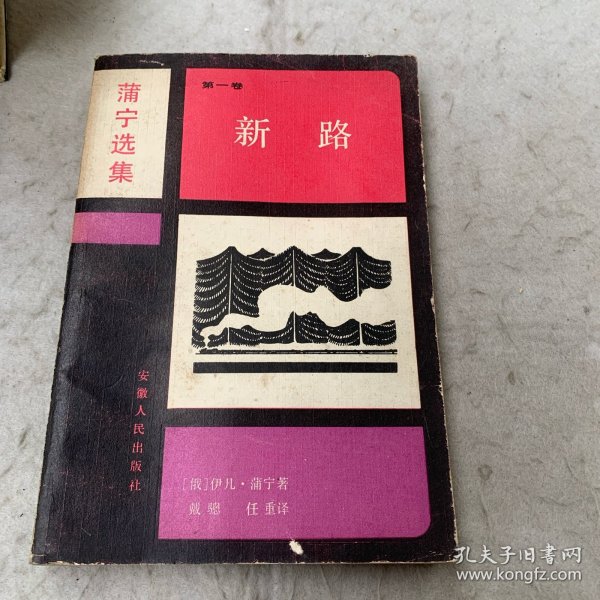 蒲宁选集
第一卷
新路
安徽人民出版社
[俄]伊凡·蒲宁著
戴骢 任重译
孔夫子旧书网
www.kongfz.com